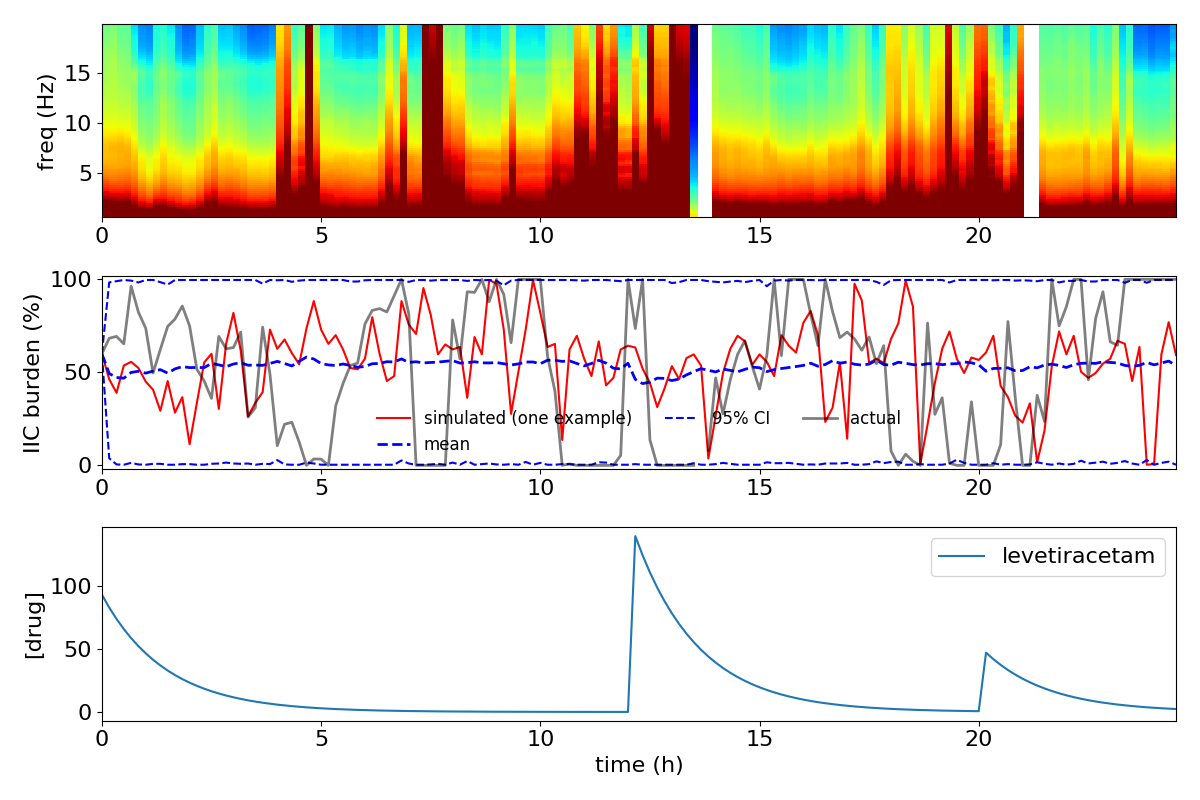 freq (Hz)
15
10
5
0 5 10 15 20
IIC burden (%)
100
50
0
simulated (one example) 95% CI actual
mean
0 5 10 15 20
[drug]
100
50
0
levetiracetam
0 5 10 15 20
time (h)